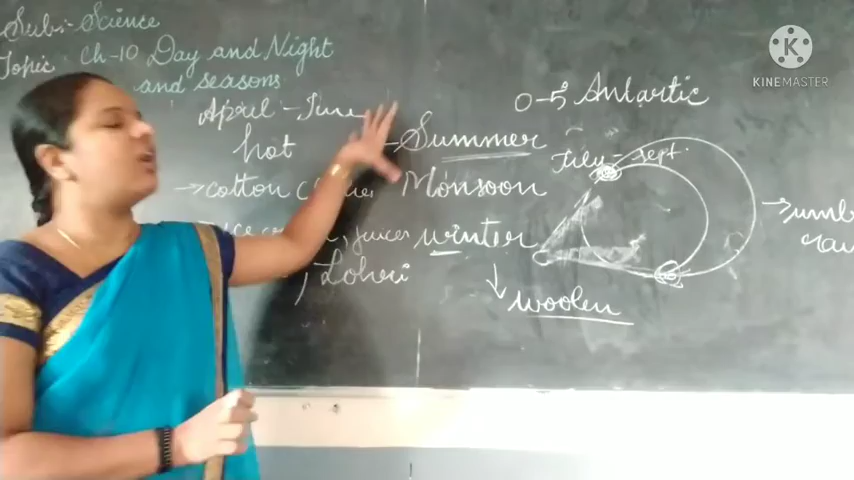 Sub:- Science
Topic: Ch-10 Day and Night
and seasons
April - June
hot
→ Summer
→ cotton
Monsoon
juices
winter
Lohri
↓
woolen
0-5° Antartic
July - Sept.
→
K
KINEMASTER